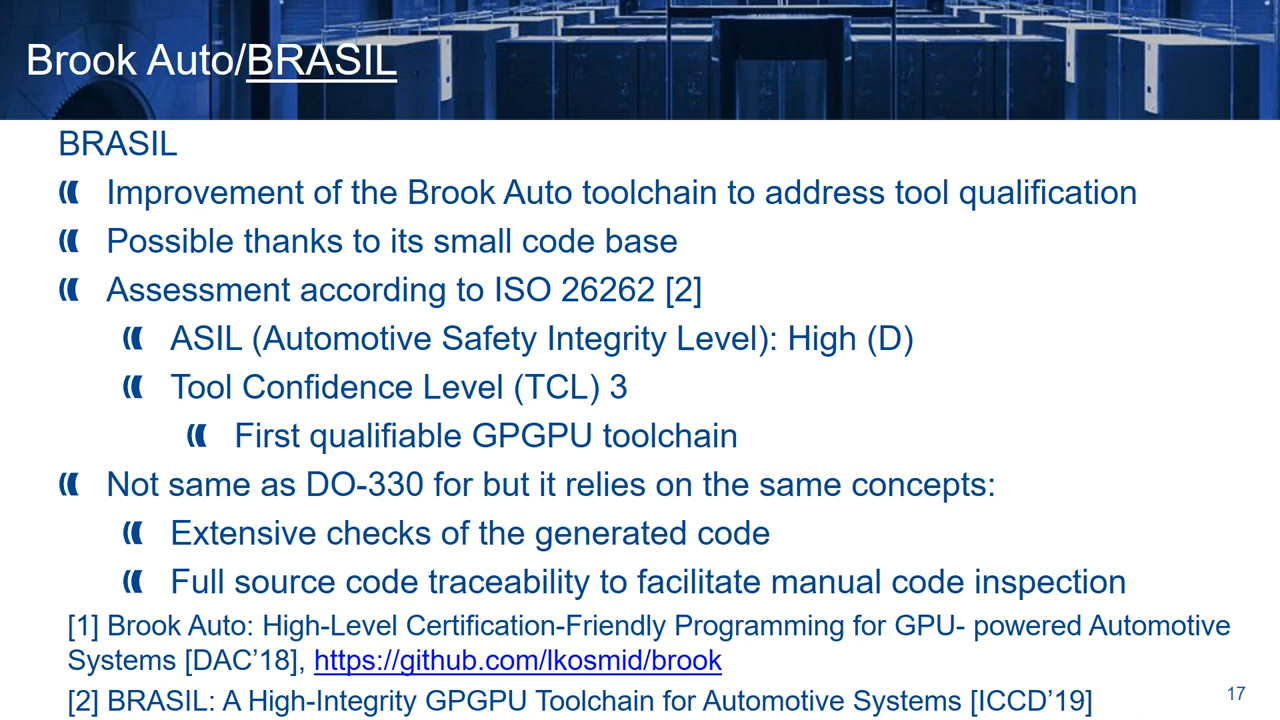 Brook Auto/BRASIL
BRASIL
Improvement of the Brook Auto toolchain to address tool qualification
Possible thanks to its small code base
Assessment according to ISO 26262 [2]
ASIL (Automotive Safety Integrity Level): High (D)
Tool Confidence Level (TCL) 3
First qualifiable GPGPU toolchain
Not same as DO-330 for but it relies on the same concepts:
Extensive checks of the generated code
Full source code traceability to facilitate manual code inspection
[1] Brook Auto: High-Level Certification-Friendly Programming for GPU- powered Automotive
Systems [DAC’18], https://github.com/lkosmid/brook
[2] BRASIL: A High-Integrity GPGPU Toolchain for Automotive Systems [ICCD’19]
17